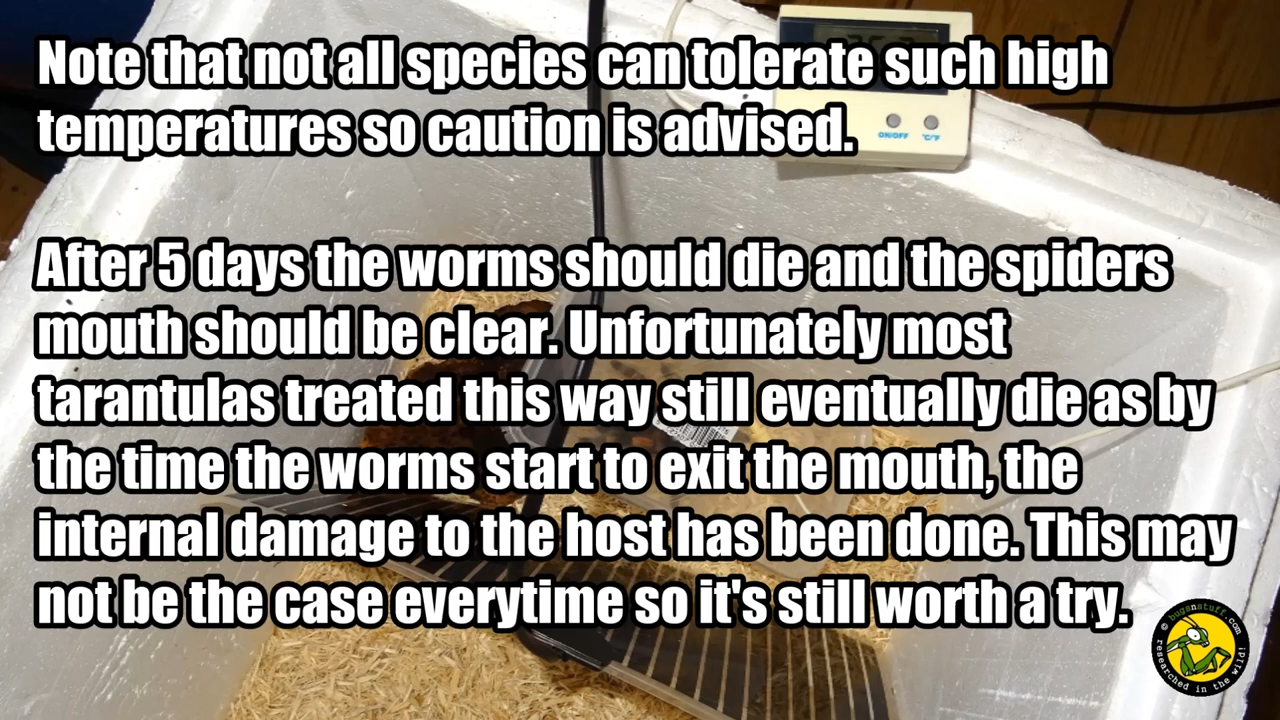 Note that not all species can tolerate such high
temperatures so caution is advised.
After 5 days the worms should die and the spiders
mouth should be clear. Unfortunately most
tarantulas treated this way still eventually die as by
the time the worms start to exit the mouth, the
internal damage to the host has been done. This may
not be the case everytime so it's still worth a try.
ON/OFF °C/°F
© bugsnstuff.com
researched in the wild!